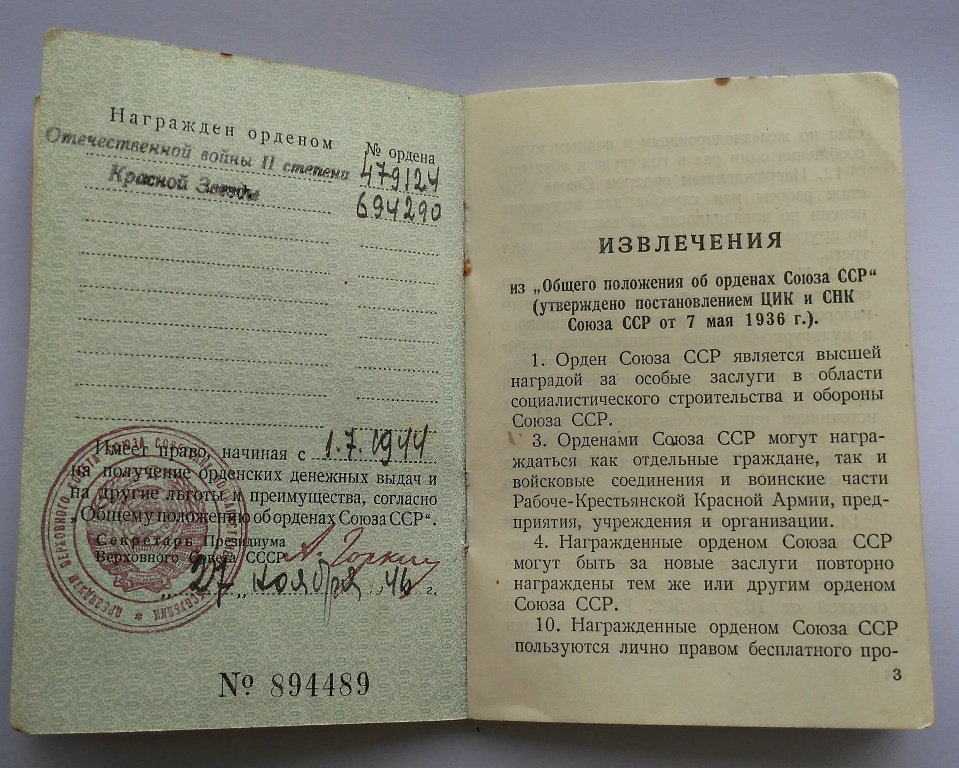 Награжден орденом
№ ордена
Отечественной войны II степени
479124
Красной Звезды
694290
Имеет право, начиная с 1.7.1944
на получение орденских денежных выдач и
на другие льготы и преимущества, согласно
„Общему положению об орденах Союза ССР“.
Секретарь Президиума
Верховного Совета СССР А. Горкин
„27„ ноября 46 г.
№ 894489
ИЗВЛЕЧЕНИЯ
из „Общего положения об орденах Союза ССР“
(утверждено постановлением ЦИК и СНК
Союза ССР от 7 мая 1936 г.).
1. Орден Союза ССР является высшей
наградой за особые заслуги в области
социалистического строительства и обороны
Союза ССР.
3. Орденами Союза ССР могут награ-
ждаться как отдельные граждане, так и
войсковые соединения и воинские части
Рабоче-Крестьянской Красной Армии, пред-
приятия, учреждения и организации.
4. Награжденные орденом Союза ССР
могут быть за новые заслуги повторно
награждены тем же или другим орденом
Союза ССР.
10. Награжденные орденом Союза ССР
пользуются лично правом бесплатного про-
3